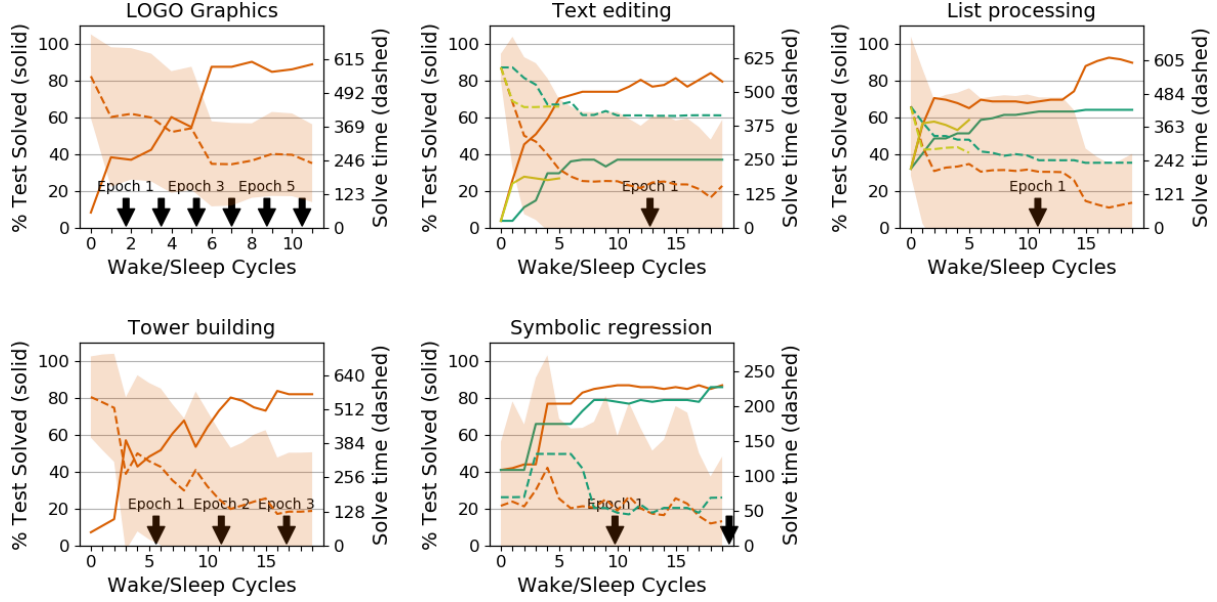 LOGO Graphics
% Test Solved (solid)
100
80
60
40
20
0
615
492
369
246
123
0
Solve time (dashed)
Epoch 1
Epoch 3
Epoch 5
0
2
4
6
8
10
Wake/Sleep Cycles
Text editing
% Test Solved (solid)
100
80
60
40
20
0
625
500
375
250
125
0
Solve time (dashed)
Epoch 1
0
5
10
15
Wake/Sleep Cycles
List processing
% Test Solved (solid)
100
80
60
40
20
0
605
484
363
242
121
0
Solve time (dashed)
Epoch 1
0
5
10
15
Wake/Sleep Cycles
Tower building
% Test Solved (solid)
100
80
60
40
20
0
640
512
384
256
128
0
Solve time (dashed)
Epoch 1
Epoch 2
Epoch 3
0
5
10
15
Wake/Sleep Cycles
Symbolic regression
% Test Solved (solid)
100
80
60
40
20
0
250
200
150
100
50
0
Solve time (dashed)
Epoch 1
0
5
10
15
Wake/Sleep Cycles